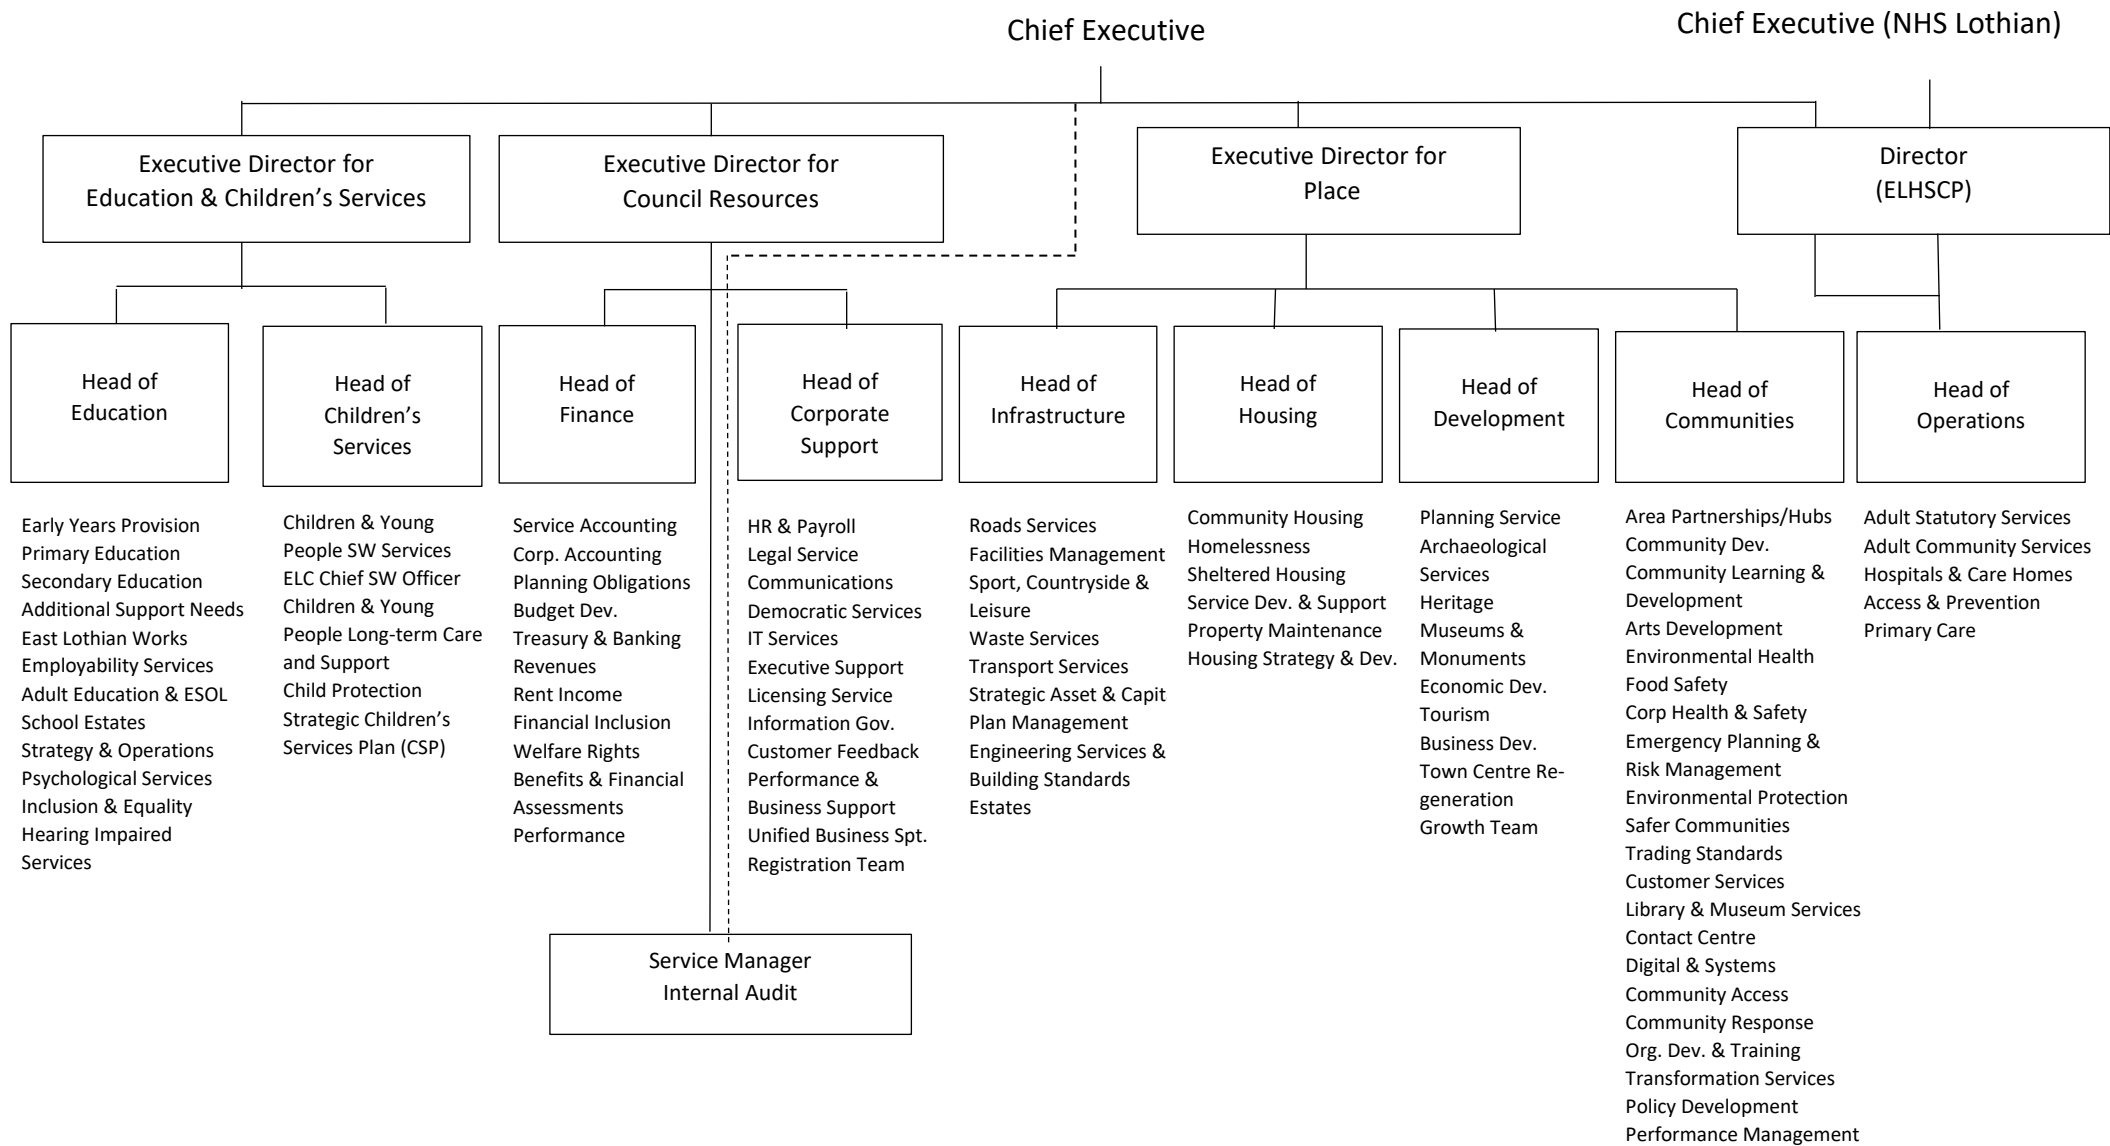 Chief Executive
Chief Executive (NHS Lothian)
Executive Director for
Education & Children’s Services
Executive Director for
Council Resources
Executive Director for
Place
Director
(ELHSCP)
Head of
Education
Head of
Children’s
Services
Head of
Finance
Head of
Corporate
Support
Head of
Infrastructure
Head of
Housing
Head of
Development
Head of
Communities
Head of
Operations
Early Years Provision
Primary Education
Secondary Education
Additional Support Needs
East Lothian Works
Employability Services
Adult Education & ESOL
School Estates
Strategy & Operations
Psychological Services
Inclusion & Equality
Hearing Impaired
Services
Children & Young
People SW Services
ELC Chief SW Officer
Children & Young
People Long-term Care
and Support
Child Protection
Strategic Children’s
Services Plan (CSP)
Service Accounting
Corp. Accounting
Planning Obligations
Budget Dev.
Treasury & Banking
Revenues
Rent Income
Financial Inclusion
Welfare Rights
Benefits & Financial
Assessments
Performance
HR & Payroll
Legal Service
Communications
Democratic Services
IT Services
Executive Support
Licensing Service
Information Gov.
Customer Feedback
Performance &
Business Support
Unified Business Spt.
Registration Team
Roads Services
Facilities Management
Sport, Countryside &
Leisure
Waste Services
Transport Services
Strategic Asset & Capit
Plan Management
Engineering Services &
Building Standards
Estates
Community Housing
Homelessness
Sheltered Housing
Service Dev. & Support
Property Maintenance
Housing Strategy & Dev.
Planning Service
Archaeological
Services
Heritage
Museums &
Monuments
Economic Dev.
Tourism
Business Dev.
Town Centre Re-
generation
Growth Team
Area Partnerships/Hubs
Community Dev.
Community Learning &
Development
Arts Development
Environmental Health
Food Safety
Corp Health & Safety
Emergency Planning &
Risk Management
Environmental Protection
Safer Communities
Trading Standards
Customer Services
Library & Museum Services
Contact Centre
Digital & Systems
Community Access
Community Response
Org. Dev. & Training
Transformation Services
Policy Development
Performance Management
Adult Statutory Services
Adult Community Services
Hospitals & Care Homes
Access & Prevention
Primary Care
Service Manager
Internal Audit